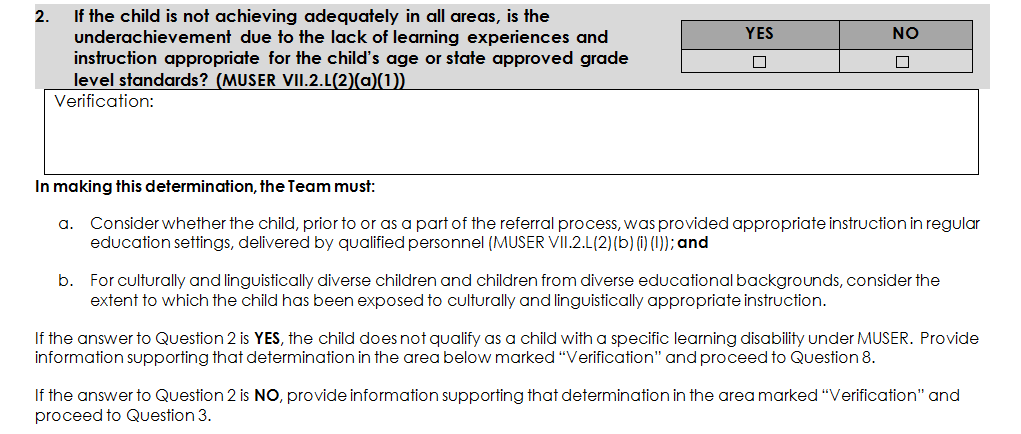 2. If the child is not achieving adequately in all areas, is the
underachievement due to the lack of learning experiences and
instruction appropriate for the child's age or state approved grade
level standards? (MUSER VII.2.L(2)(a)(1))
YES NO
☐ ☐
Verification:
In making this determination, the Team must:
a. Consider whether the child, prior to or as a part of the referral process, was provided appropriate instruction in regular
education settings, delivered by qualified personnel (MUSER VII.2.L(2)(b)(i)(I)); and
b. For culturally and linguistically diverse children and children from diverse educational backgrounds, consider the
extent to which the child has been exposed to culturally and linguistically appropriate instruction.
If the answer to Question 2 is YES, the child does not qualify as a child with a specific learning disability under MUSER. Provide
information supporting that determination in the area below marked “Verification” and proceed to Question 8.
If the answer to Question 2 is NO, provide information supporting that determination in the area marked “Verification” and
proceed to Question 3.